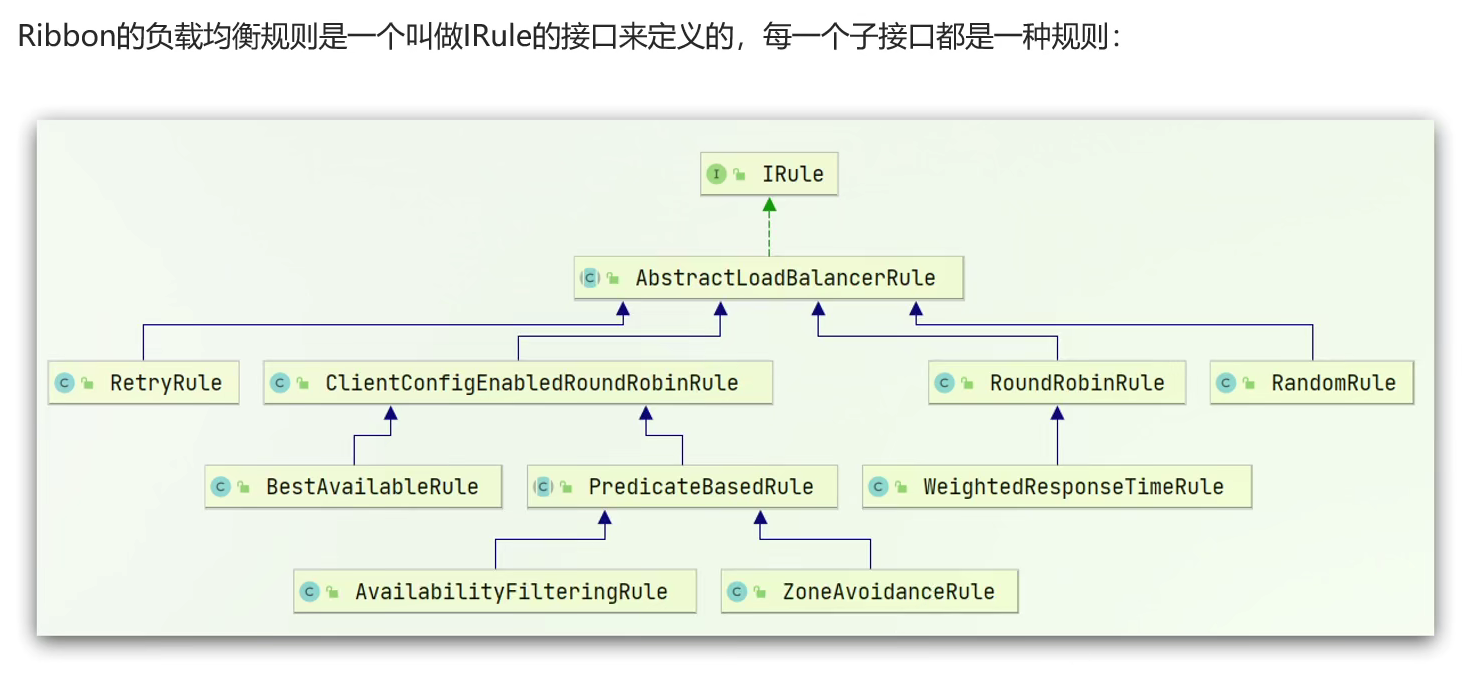 Ribbon的负载均衡规则是一个叫做IRule的接口来定义的，每一个子接口都是一种规则：
I IRule
C AbstractLoadBalancerRule
C RetryRule
C ClientConfigEnabledRoundRobinRule
C RoundRobinRule
C RandomRule
C BestAvailableRule
C PredicateBasedRule
C WeightedResponseTimeRule
C AvailabilityFilteringRule
C ZoneAvoidanceRule